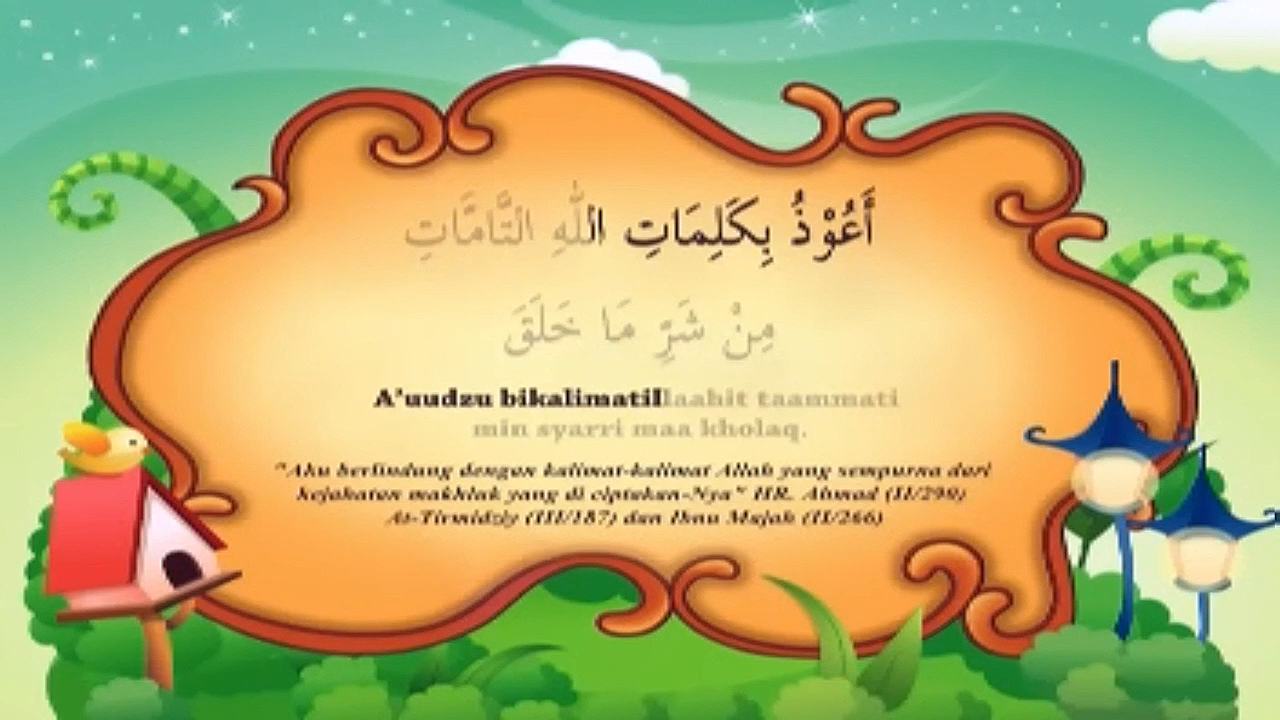 أَعُوْذُ بِكَلِمَاتِ اللهِ التَّامَّاتِ
مِنْ شَرِّ مَا خَلَقَ
A'uudzu bikalimatillaahit taammati
min syarri maa kholaq.
"Aku berlindung dengan kalimat-kalimat Allah yang sempurna dari
kejahatan makhluk yang di ciptakan-Nya" HR. Ahmad (II/290)
At-Tirmidziy (III/187) dan Ibnu Majah (II/266)